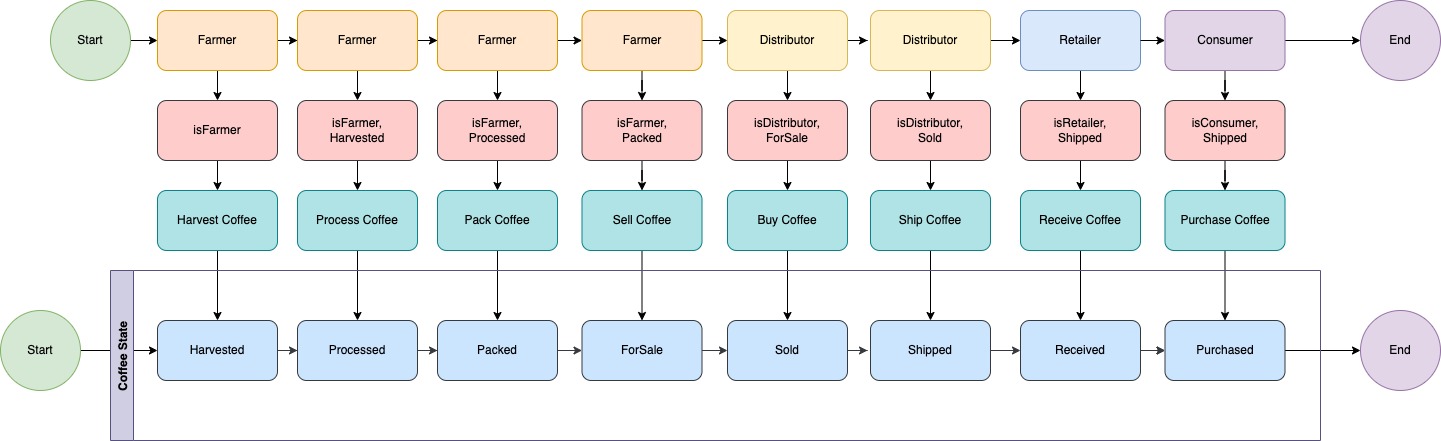 Start
Farmer
Farmer
Farmer
Farmer
Distributor
Distributor
Retailer
Consumer
End
isFarmer
isFarmer,
Harvested
isFarmer,
Processed
isFarmer,
Packed
isDistributor,
ForSale
isDistributor,
Sold
isRetailer,
Shipped
isConsumer,
Shipped
Harvest Coffee
Process Coffee
Pack Coffee
Sell Coffee
Buy Coffee
Ship Coffee
Receive Coffee
Purchase Coffee
Start
Coffee State
Harvested
Processed
Packed
ForSale
Sold
Shipped
Received
Purchased
End